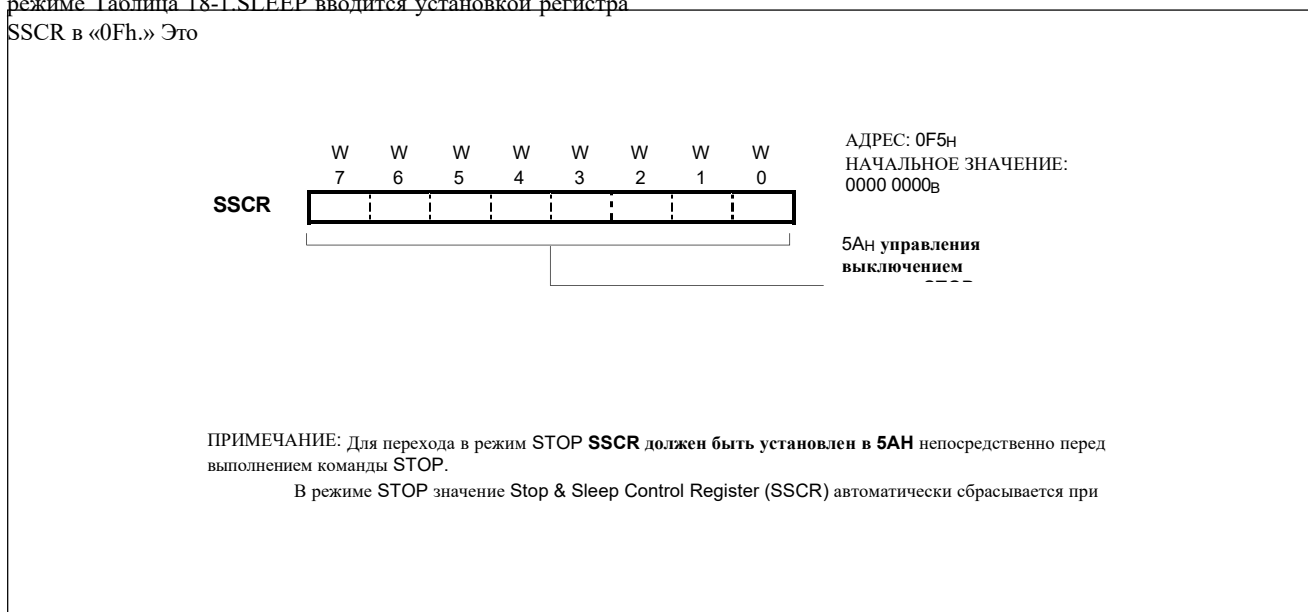 режиме Таблица 18-1.SLEEP вводится установкой регистра
SSCR в «0Fh.» Это
W W W W W W W W
7 6 5 4 3 2 1 0
SSCR
АДРЕС: 0F5H
НАЧАЛЬНОЕ ЗНАЧЕНИЕ:
0000 0000B
5AH управления
выключением
ПРИМЕЧАНИЕ: Для перехода в режим STOP SSCR должен быть установлен в 5AH непосредственно перед
выполнением команды STOP.
В режиме STOP значение Stop & Sleep Control Register (SSCR) автоматически сбрасывается при